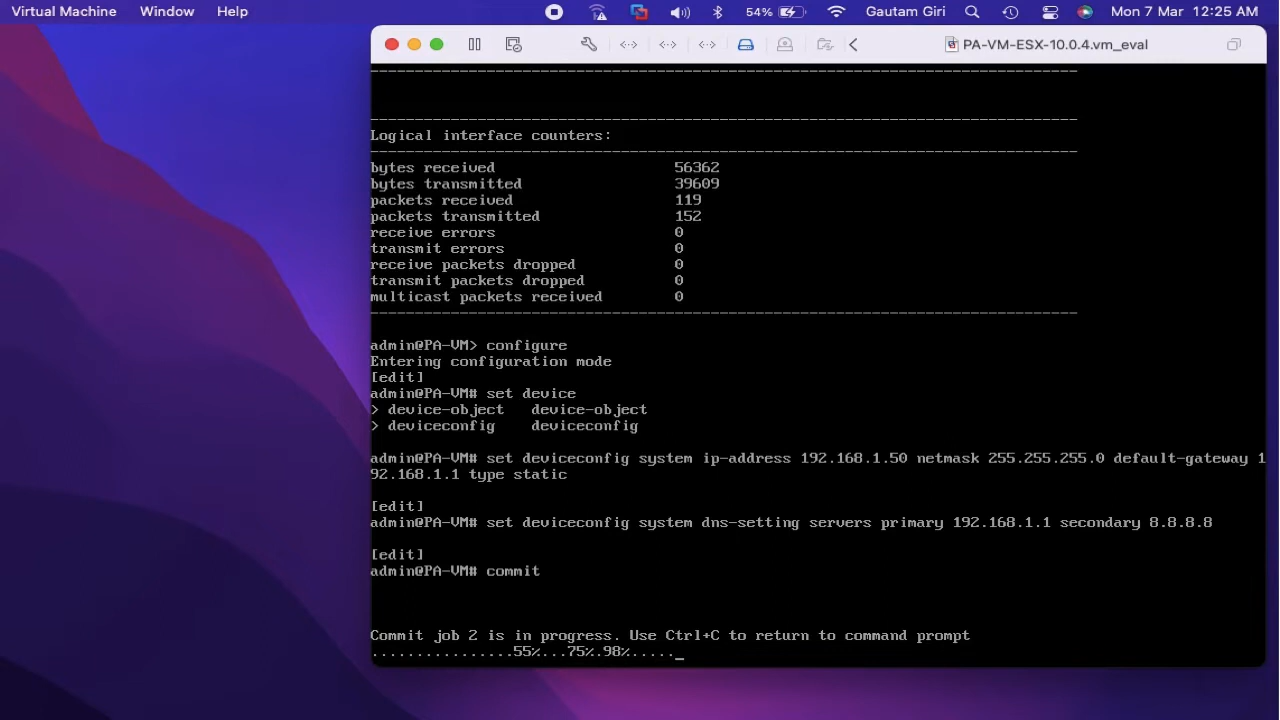 Virtual Machine Window Help 54% Gautam Giri Mon 7 Mar 12:25 AM
PA-VM-ESX-10.0.4.vm_eval
--------------------------------------------------------------------------------
--------------------------------------------------------------------------------
Logical interface counters:
--------------------------------------------------------------------------------
bytes received 56362
bytes transmitted 39609
packets received 119
packets transmitted 152
receive errors 0
transmit errors 0
receive packets dropped 0
transmit packets dropped 0
multicast packets received 0
--------------------------------------------------------------------------------
admin@PA-VM> configure
Entering configuration mode
[edit]
admin@PA-VM# set device
> device-object device-object
> deviceconfig deviceconfig
admin@PA-VM# set deviceconfig system ip-address 192.168.1.50 netmask 255.255.255.0 default-gateway 1
92.168.1.1 type static
[edit]
admin@PA-VM# set deviceconfig system dns-setting servers primary 192.168.1.1 secondary 8.8.8.8
[edit]
admin@PA-VM# commit
Commit job 2 is in progress. Use Ctrl+C to return to command prompt
................55%...75%.98%....._